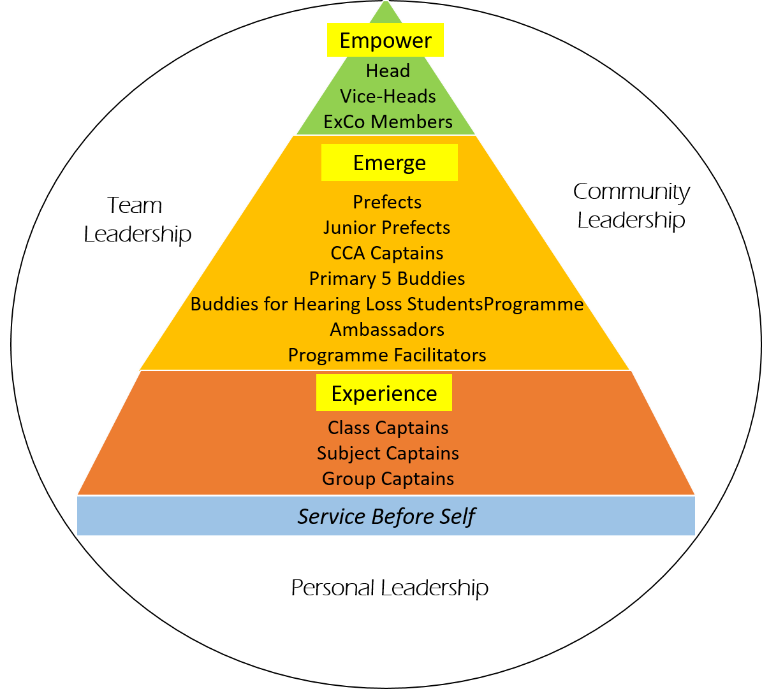 Empower
Head
Vice-Heads
ExCo Members
Emerge
Team
Leadership
Community
Leadership
Prefects
Junior Prefects
CCA Captains
Primary 5 Buddies
Buddies for Hearing Loss StudentsProgramme
Ambassadors
Programme Facilitators
Experience
Class Captains
Subject Captains
Group Captains
Service Before Self
Personal Leadership